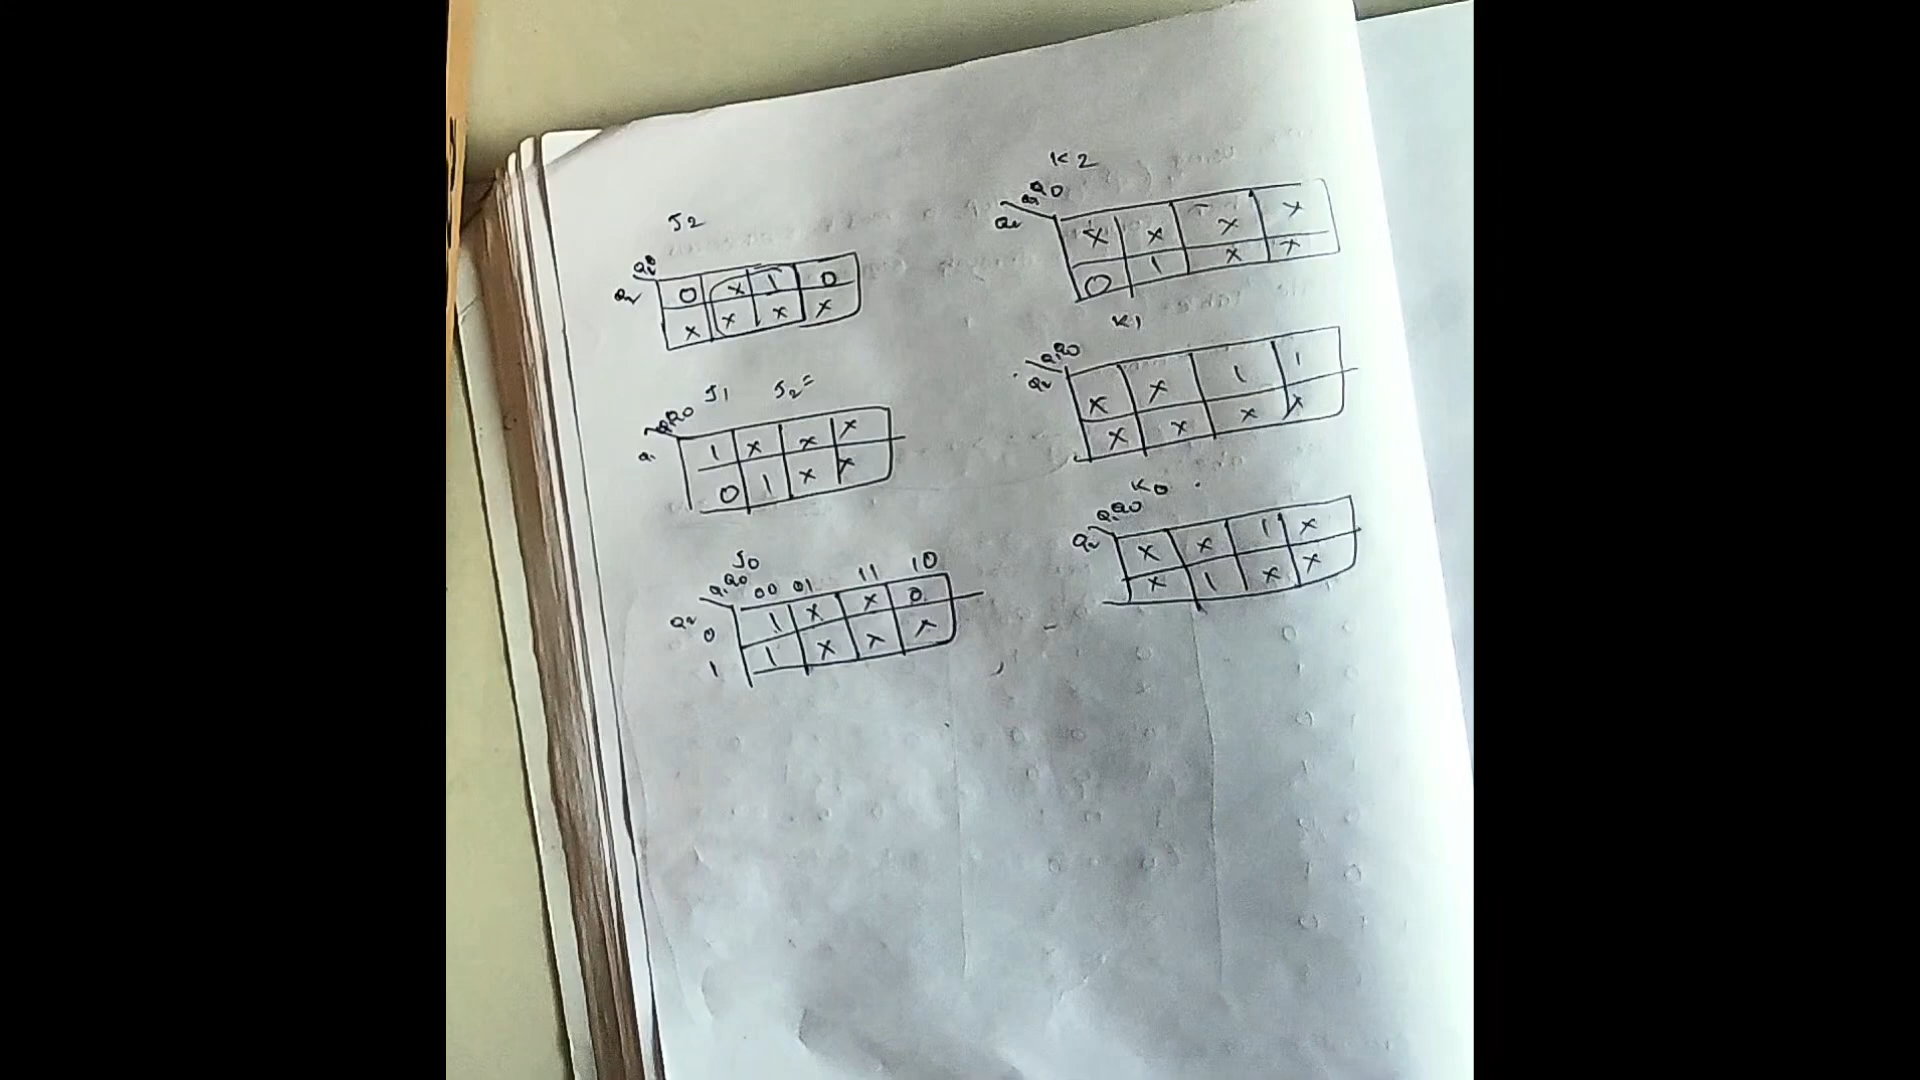 J2
Q2
0 x 1 0
x x x x
J1 J2=
Q1Q0
1 x x x
0 1 x x
J0
Q1Q0 00 01 11 10
Q2
0 1 x x 0
1 1 x x x
K2
Q1Q0
Q2
x x x x
0 1 x x
K1
Q1Q0
Q2
x x 1 1
x x x x
K0
Q1Q0
Q2
x x 1 x
x 1 x x